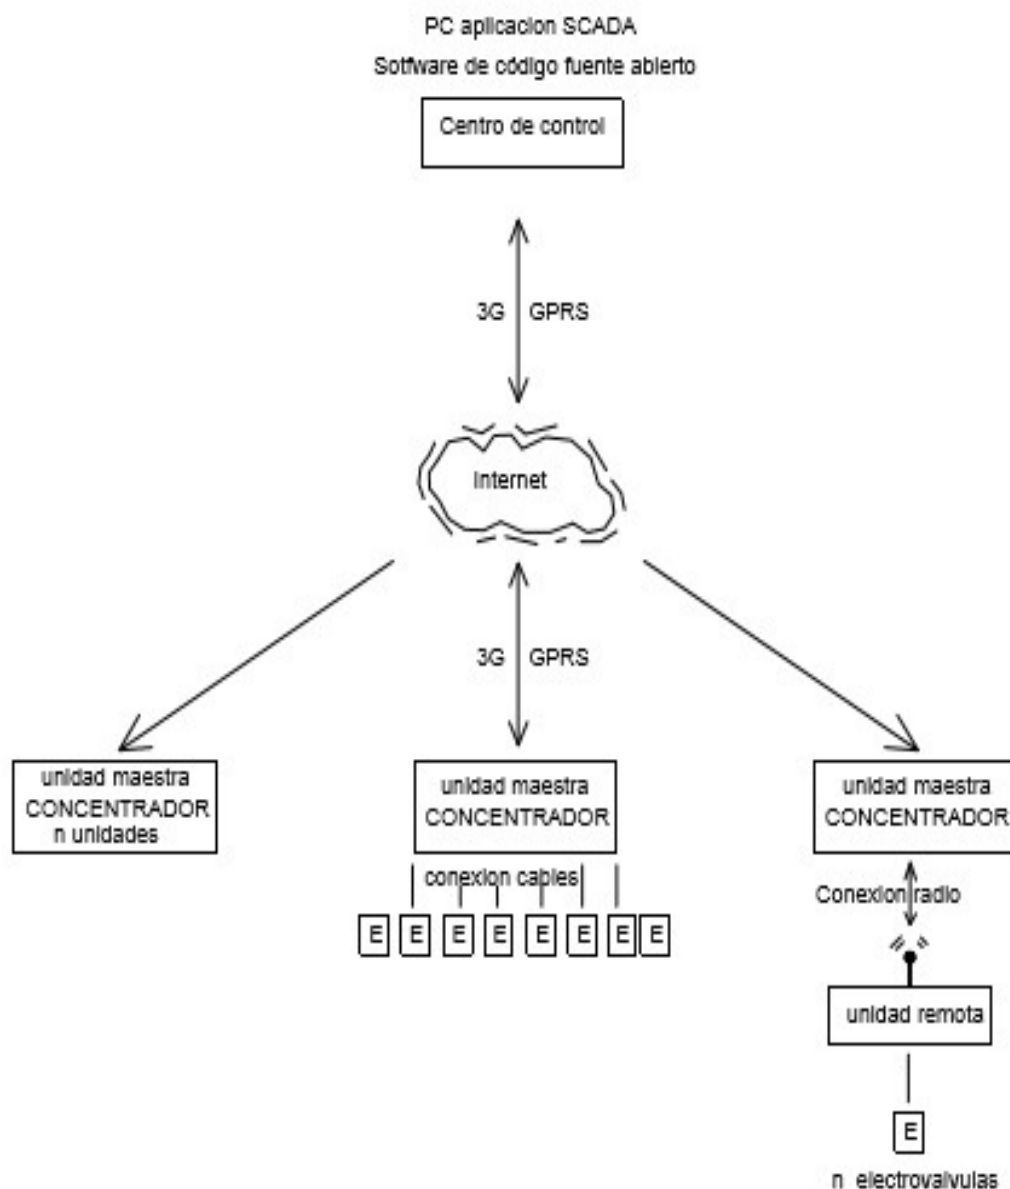 PC aplicacion SCADA
Sotfware de código fuente abierto
Centro de control
3G GPRS
Internet
3G GPRS
unidad maestra
CONCENTRADOR
n unidades
unidad maestra
CONCENTRADOR
conexion cables
E E E E E E E E
unidad maestra
CONCENTRADOR
Conexion radio
unidad remota
E
n electrovalvulas